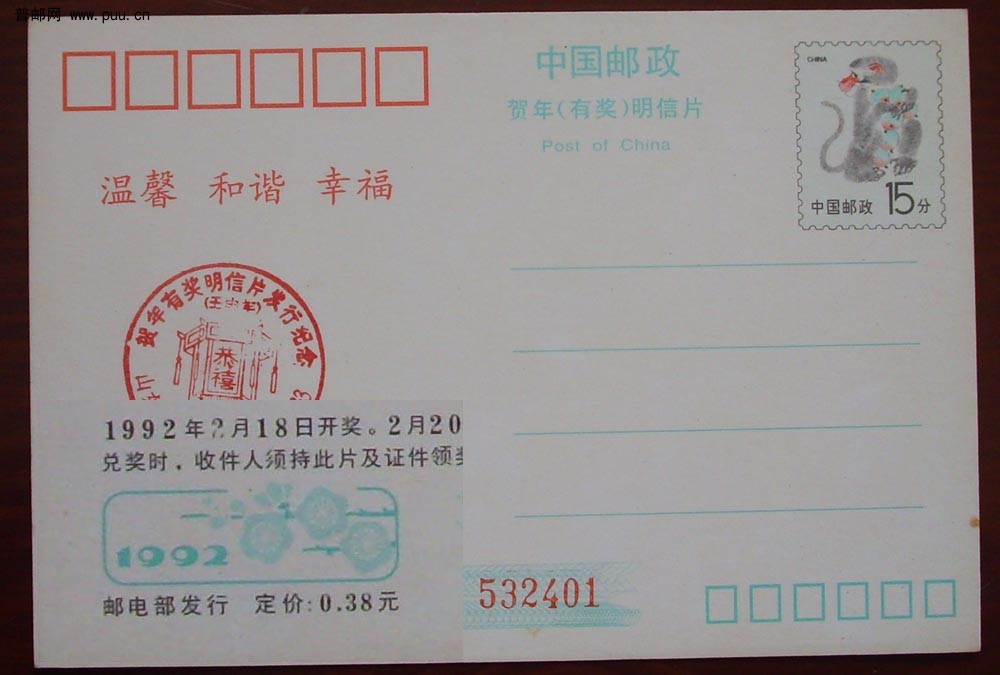 普邮网 www.puu.cn
中国邮政
贺年(有奖)明信片
Post of China
CHINA
中国邮政 15分
温馨 和谐 幸福
贺年有奖明信片发行纪念
恭禧
1992年2月18日开奖。2月20
兑奖时，收件人须持此片及证件领奖
1992
邮电部发行 定价:0.38元
532401